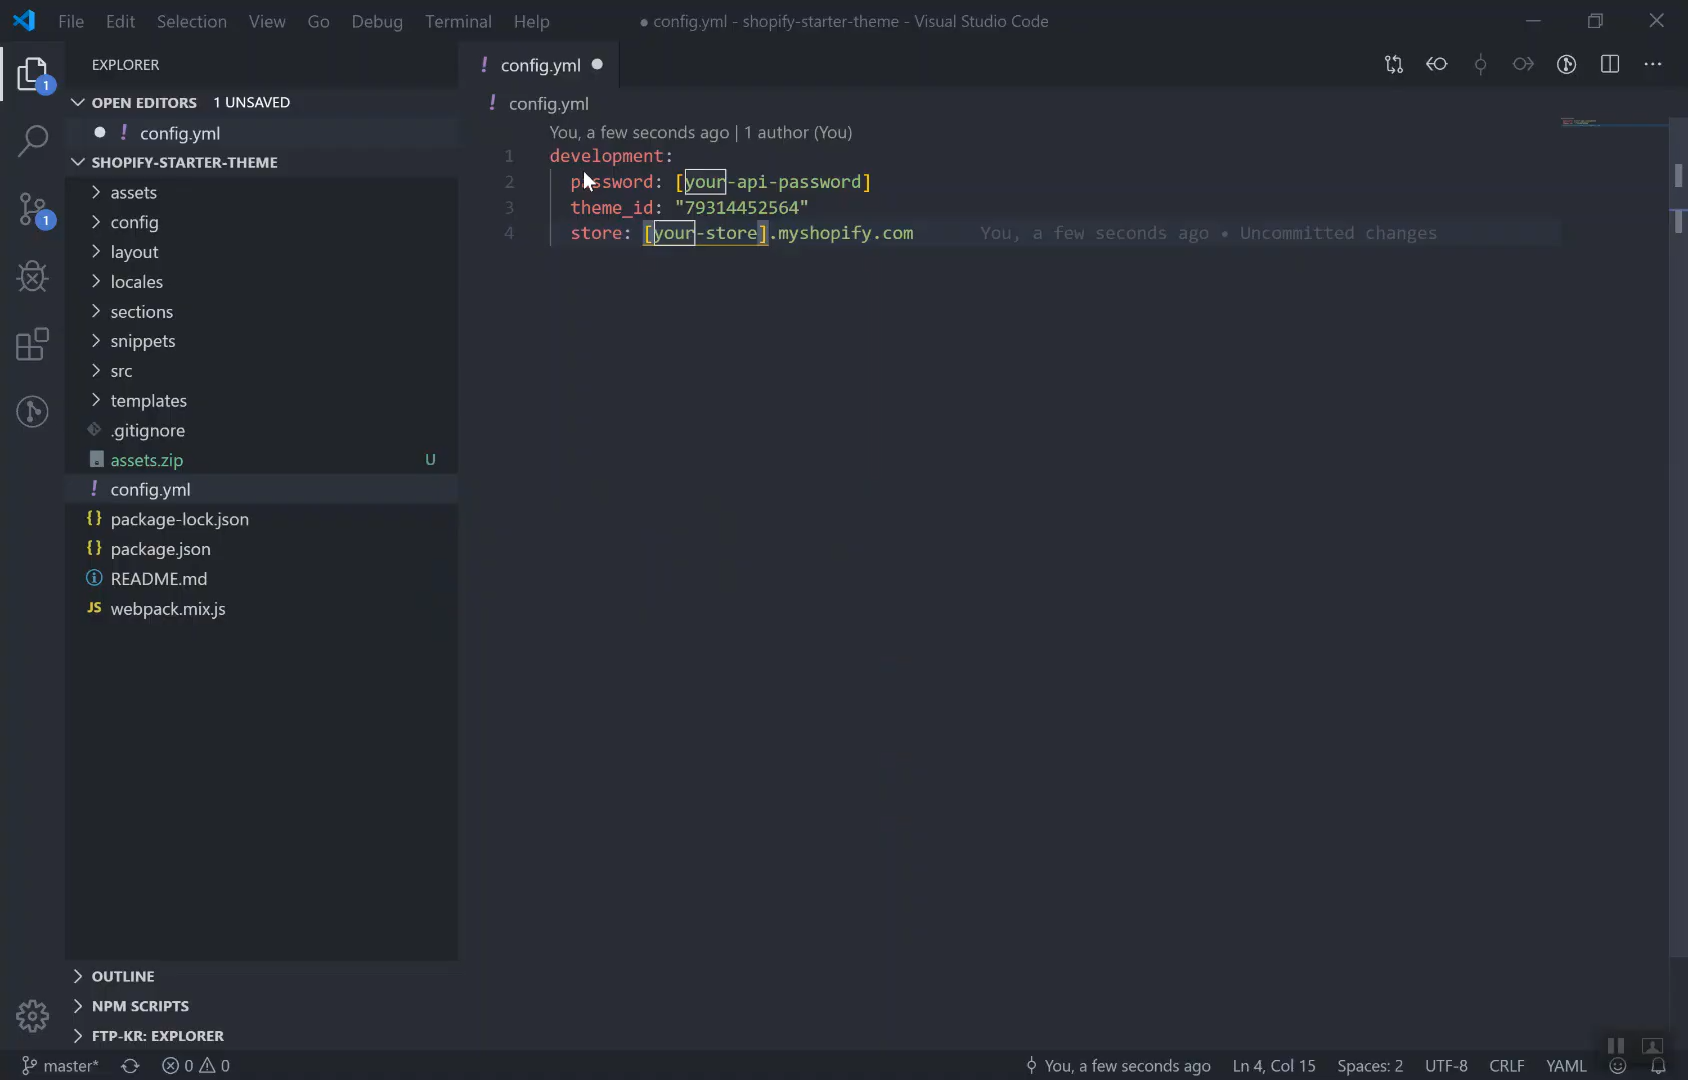 File Edit Selection View Go Debug Terminal Help ● config.yml - shopify-starter-theme - Visual Studio Code
EXPLORER
OPEN EDITORS 1 UNSAVED
● ! config.yml
SHOPIFY-STARTER-THEME
assets
config
layout
locales
sections
snippets
src
templates
.gitignore
assets.zip U
! config.yml
{} package-lock.json
{} package.json
README.md
JS webpack.mix.js
OUTLINE
NPM SCRIPTS
FTP-KR: EXPLORER
1
1
! config.yml ●
! config.yml
You, a few seconds ago | 1 author (You)
1 development:
2 password: [your-api-password]
3 theme_id: "79314452564"
4 store: [your-store].myshopify.com You, a few seconds ago • Uncommitted changes
master* 0 0 You, a few seconds ago Ln 4, Col 15 Spaces: 2 UTF-8 CRLF YAML